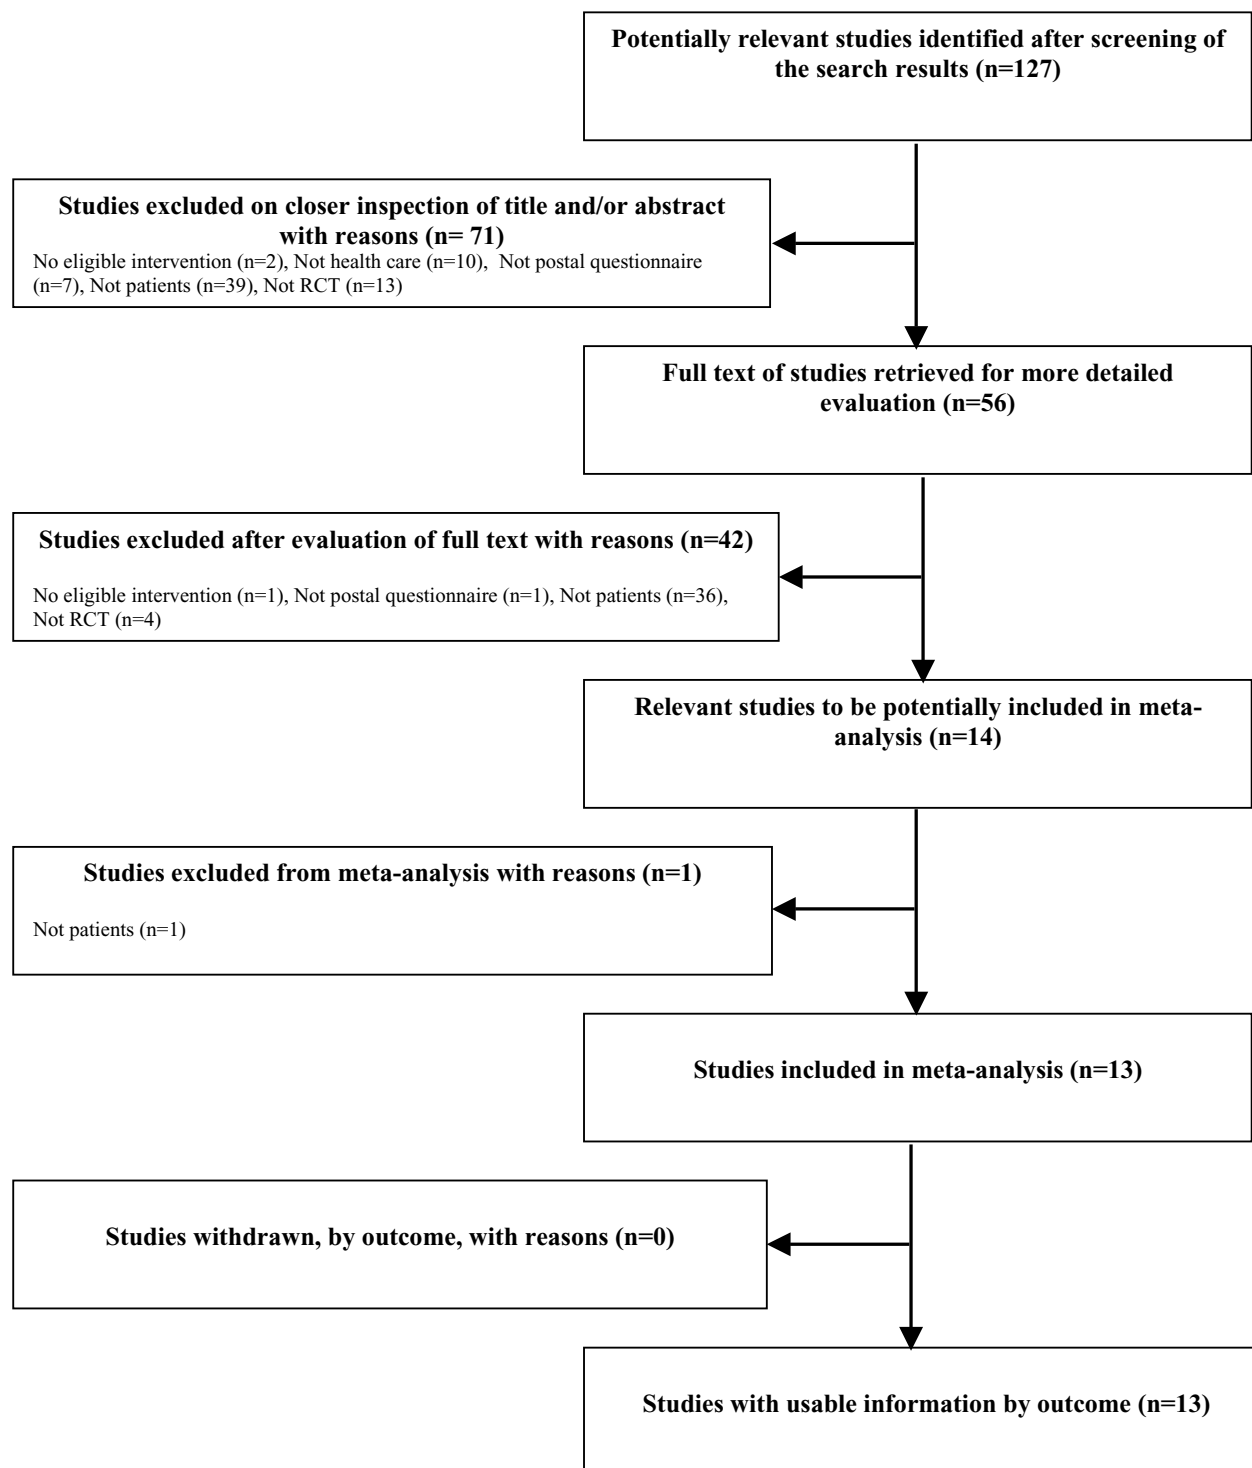 Potentially relevant studies identified after screening of
the search results (n=127)
Studies excluded on closer inspection of title and/or abstract
with reasons (n= 71)
No eligible intervention (n=2), Not health care (n=10),  Not postal questionnaire
(n=7), Not patients (n=39), Not RCT (n=13)
Full text of studies retrieved for more detailed
evaluation (n=56)
Studies excluded after evaluation of full text with reasons (n=42)
No eligible intervention (n=1), Not postal questionnaire (n=1), Not patients (n=36),
Not RCT (n=4)
Relevant studies to be potentially included in meta-
analysis (n=14)
Studies excluded from meta-analysis with reasons (n=1)
Not patients (n=1)
Studies included in meta-analysis (n=13)
Studies withdrawn, by outcome, with reasons (n=0)
Studies with usable information by outcome (n=13)